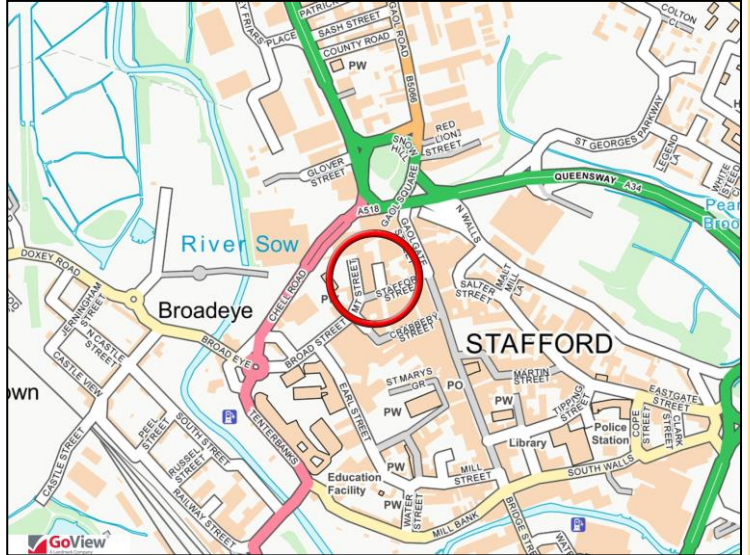 PATRICK
SASH STREET
COUNTY ROAD
PLACE
FRIARS
PW
GAOL ROAD
B5066
COLTON
CL
RED
LION
STREET
SNOW
HILL
GLOVER
STREET
ST GEORGES PARKWAY
LEGEND
LA
WHITE
QUEENSWAY A34
A518
GAOL SQUARE
GAOLGATE
N WALLS
River Sow
DOXEY ROAD
CHELL ROAD
MT STREET
STAFFORD
STREET
SALTER
STREET
MALT
MILL
LA
Broadeye
JERNINGHAM
STREET
N CASTLE
STREET
CASTLE VIEW
BROAD EYE
BROAD STREET
CRABBERY
STREET
STAFFORD
own
ST MARYS
GR
PO
MARTIN
STREET
EARL STREET
PW
PW
TIPPING
STREET
EASTGATE
STREET
COPE
STREET
CLARK
STREET
Police
Station
Library
PEEL
STREET
SOUTH STREET
RUSSELL
STREET
CASTLE STREET
RAILWAY STREET
TENTERBANKS
Education
Facility
PW
PW
MILL
STREET
WATER
STREET
SOUTH WALLS
MILL BANK
BRIDGE
GoView
A Landmark Company